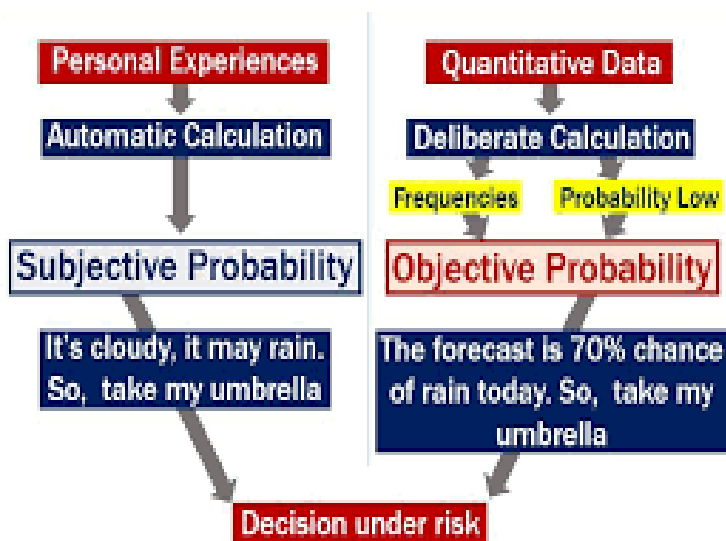 Personal Experiences
Automatic Calculation
Subjective Probability
It's cloudy, it may rain.
So, take my umbrella
Quantitative Data
Deliberate Calculation
Frequencies
Probability Low
Objective Probability
The forecast is 70% chance
of rain today. So, take my
umbrella
Decision under risk